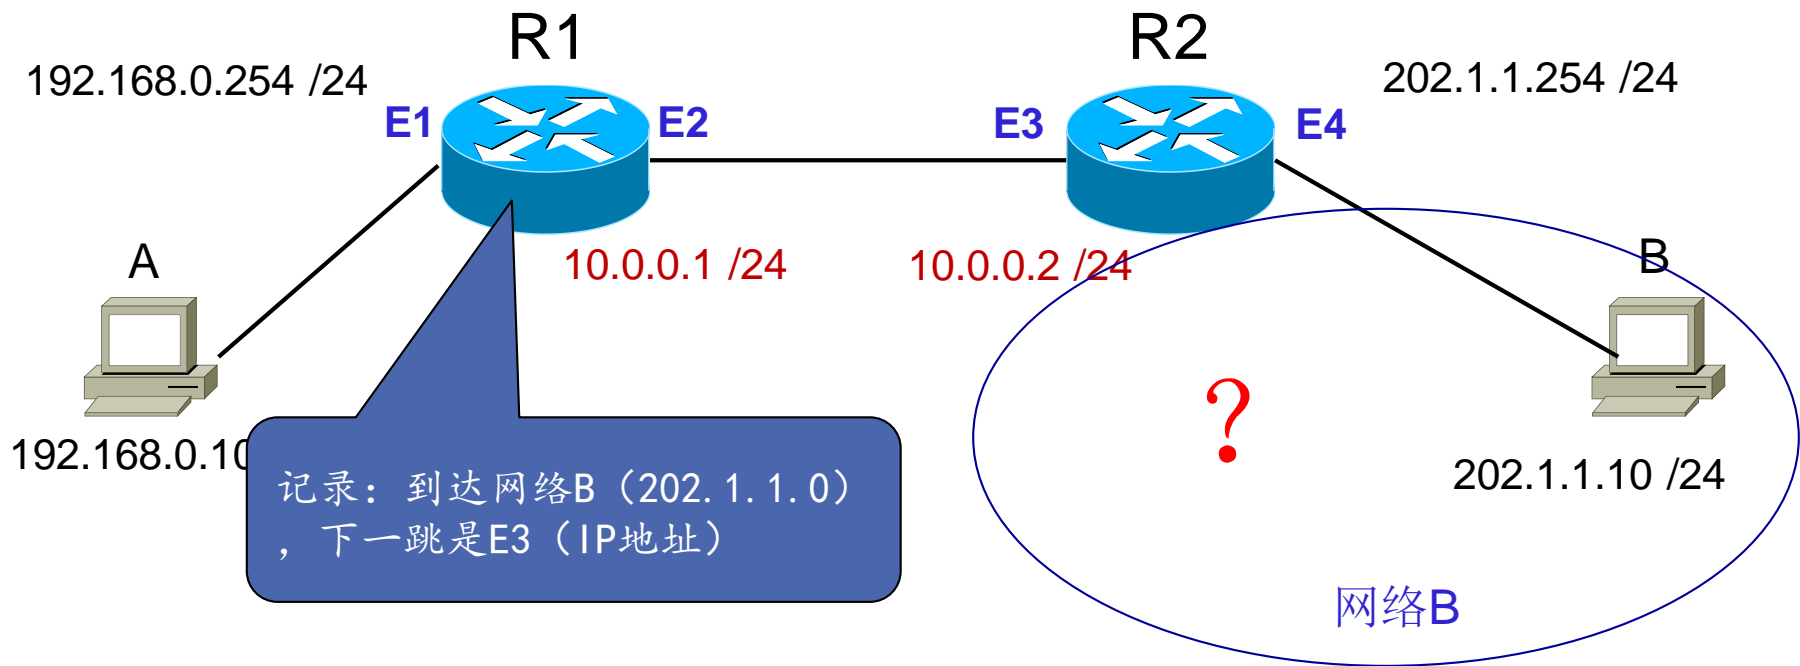 R1
R2
192.168.0.254 /24
202.1.1.254 /24
E1
E2
E3
E4
A
10.0.0.1 /24
10.0.0.2 /24
B
192.168.0.10
202.1.1.10 /24
?
记录：到达网络B（202.1.1.0）
，下一跳是E3（IP地址）
网络B